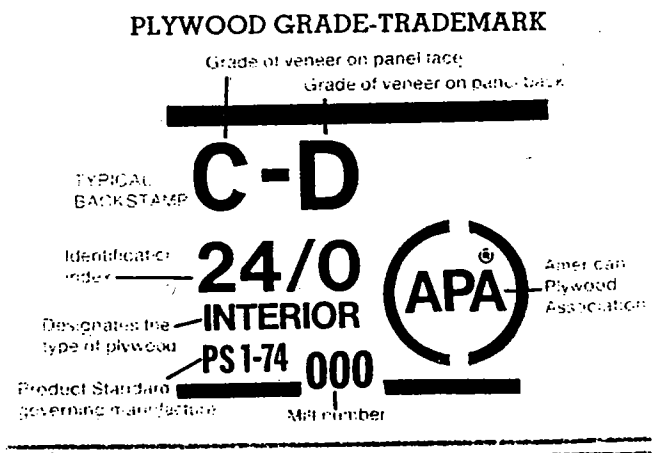 PLYWOOD GRADE-TRADEMARK
Grade of veneer on panel face
Grade of veneer on panel back
TYPICAL
BACKSTAMP
C-D
Identification
index
24/0
APA®
American
Plywood
Association
Designates the
type of plywood
INTERIOR
PS 1-74
000
Product Standard
governing manufacture
Mill number